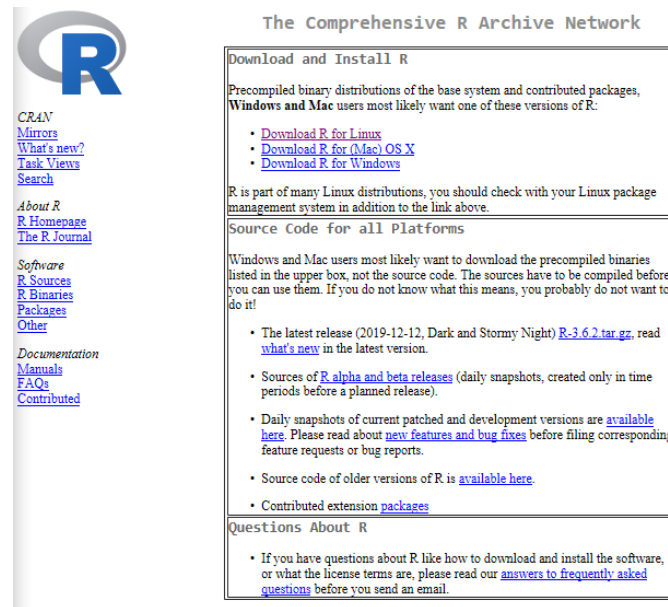 R
CRAN
Mirrors
What's new?
Task Views
Search
About R
R Homepage
The R Journal
Software
R Sources
R Binaries
Packages
Other
Documentation
Manuals
FAQs
Contributed
The Comprehensive R Archive Network
Download and Install R
Precompiled binary distributions of the base system and contributed packages,
Windows and Mac users most likely want one of these versions of R:
• Download R for Linux
• Download R for (Mac) OS X
• Download R for Windows
R is part of many Linux distributions, you should check with your Linux package
management system in addition to the link above.
Source Code for all Platforms
Windows and Mac users most likely want to download the precompiled binaries
listed in the upper box, not the source code. The sources have to be compiled before
you can use them. If you do not know what this means, you probably do not want to
do it!
• The latest release (2019-12-12, Dark and Stormy Night) R-3.6.2.tar.gz, read
what's new in the latest version.
• Sources of R alpha and beta releases (daily snapshots, created only in time
periods before a planned release).
• Daily snapshots of current patched and development versions are available
here. Please read about new features and bug fixes before filing corresponding
feature requests or bug reports.
• Source code of older versions of R is available here.
• Contributed extension packages
Questions About R
• If you have questions about R like how to download and install the software,
or what the license terms are, please read our answers to frequently asked
questions before you send an email.